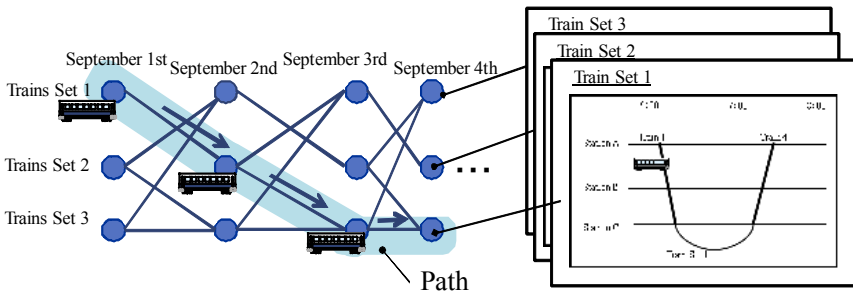 Train Set 3
Train Set 2
Train Set 1
September 1st
September 2nd
September 3rd
September 4th
Trains Set 1
Trains Set 2
Trains Set 3
...
Path
Station A